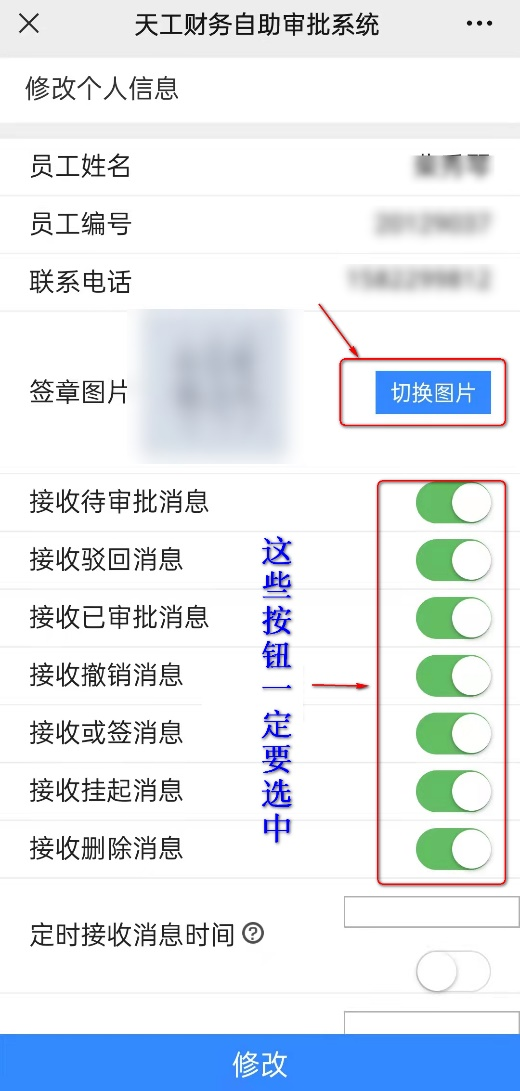 天工财务自助审批系统
修改个人信息
员工姓名
员工编号
联系电话
签章图片
切换图片
接收待审批消息
接收驳回消息
接收已审批消息
接收撤销消息
接收或签消息
接收挂起消息
接收删除消息
这些按钮一定要选中
定时接收消息时间 ?
修改